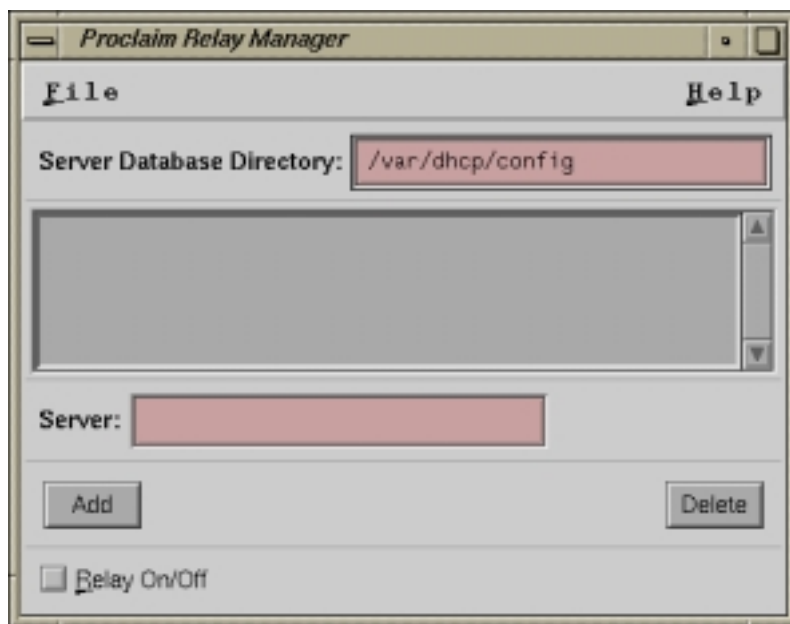 Proclaim Relay Manager
File Help
Server Database Directory: /var/dhcp/config
Server:
Add Delete
Relay On/Off